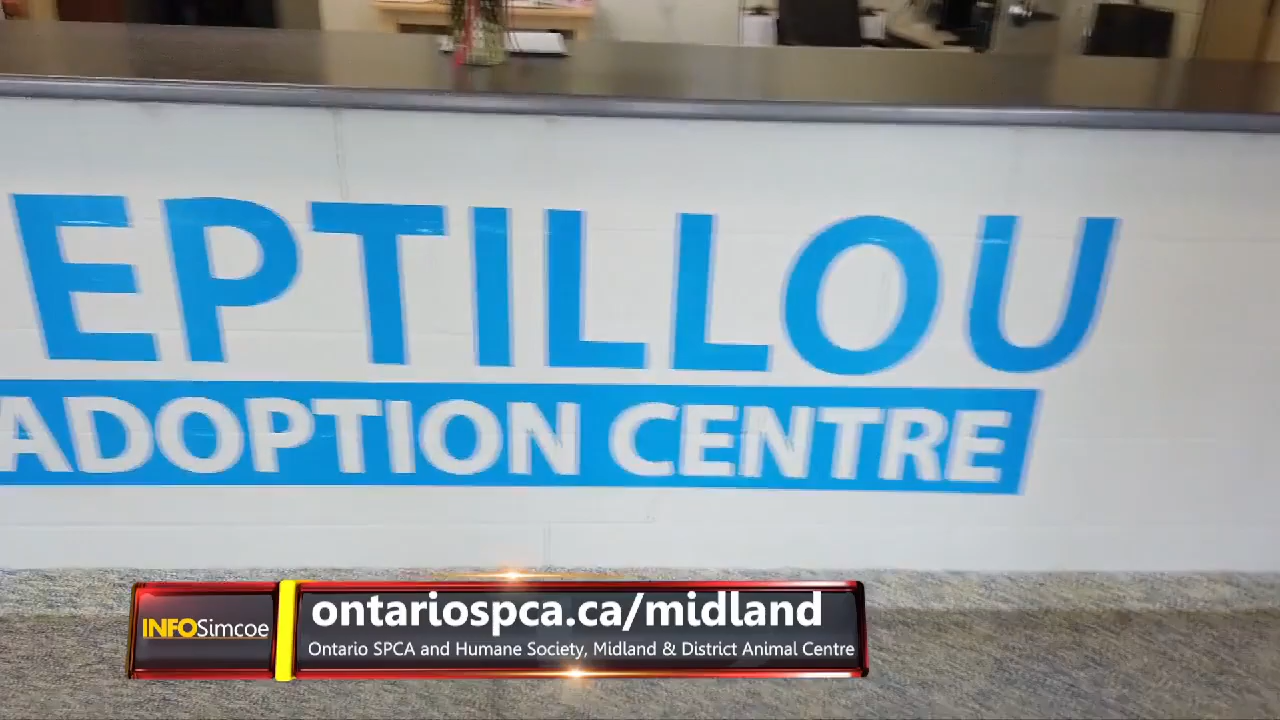 EPTILLOU
ADOPTION CENTRE
INFOSimcoe
ontariospca.ca/midland
Ontario SPCA and Humane Society, Midland & District Animal Centre